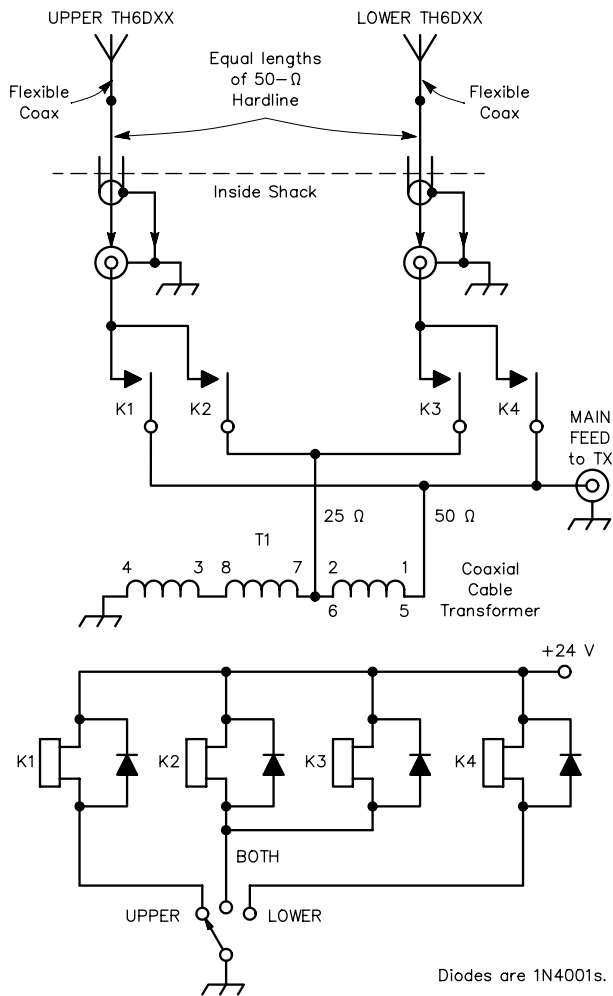 UPPER TH6DXX
LOWER TH6DXX
Equal lengths
of 50-Ω
Hardline
Flexible
Coax
Flexible
Coax
Inside Shack
K1
K2
K3
K4
MAIN
FEED
to TX
25 Ω
50 Ω
T1
4
3
8
7
2
1
6
5
Coaxial
Cable
Transformer
+24 V
K1
K2
K3
K4
BOTH
UPPER
LOWER
Diodes are 1N4001s.